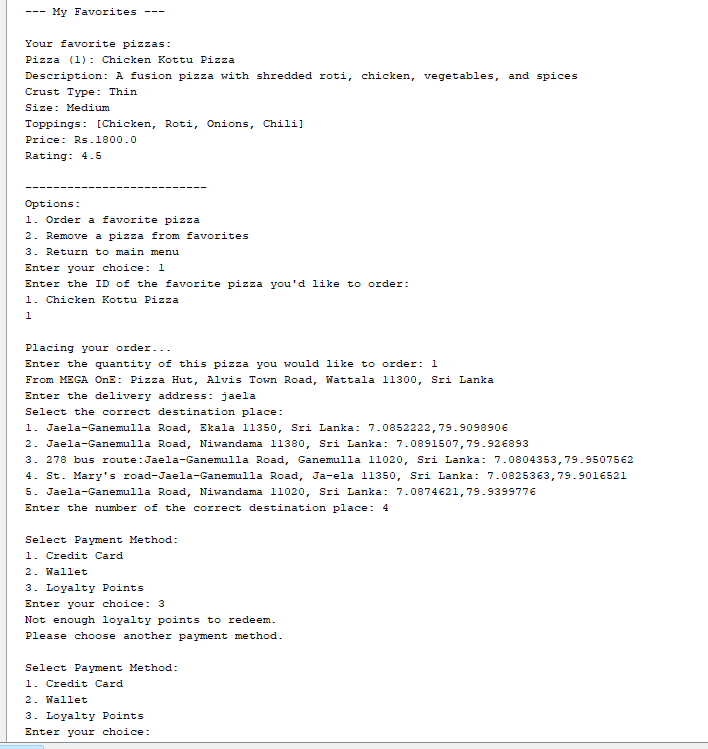 --- My Favorites ---
Your favorite pizzas:
Pizza (1): Chicken Kottu Pizza
Description: A fusion pizza with shredded roti, chicken, vegetables, and spices
Crust Type: Thin
Size: Medium
Toppings: [Chicken, Roti, Onions, Chili]
Price: Rs.1800.0
Rating: 4.5
--------------------------
Options:
1. Order a favorite pizza
2. Remove a pizza from favorites
3. Return to main menu
Enter your choice: 1
Enter the ID of the favorite pizza you'd like to order:
1. Chicken Kottu Pizza
1
Placing your order...
Enter the quantity of this pizza you would like to order: 1
From MEGA OnE: Pizza Hut, Alvis Town Road, Wattala 11300, Sri Lanka
Enter the delivery address: jaela
Select the correct destination place:
1. Jaela-Ganemulla Road, Ekala 11350, Sri Lanka: 7.0852222,79.9098906
2. Jaela-Ganemulla Road, Niwandama 11380, Sri Lanka: 7.0891507,79.926893
3. 278 bus route:Jaela-Ganemulla Road, Ganemulla 11020, Sri Lanka: 7.0804353,79.9507562
4. St. Mary's road-Jaela-Ganemulla Road, Ja-ela 11350, Sri Lanka: 7.0825363,79.9016521
5. Jaela-Ganemulla Road, Niwandama 11020, Sri Lanka: 7.0874621,79.9399776
Enter the number of the correct destination place: 4
Select Payment Method:
1. Credit Card
2. Wallet
3. Loyalty Points
Enter your choice: 3
Not enough loyalty points to redeem.
Please choose another payment method.
Select Payment Method:
1. Credit Card
2. Wallet
3. Loyalty Points
Enter your choice: